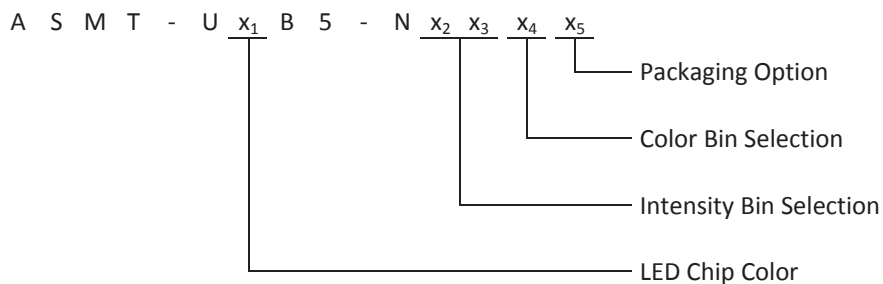 A S M T - U x₁ B 5 - N x₂ x₃ x₄ x₅
Packaging Option
Color Bin Selection
Intensity Bin Selection
LED Chip Color